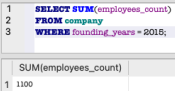 1 SELECT SUM(employees_count)
2 FROM company
3 WHERE founding_years = 2015;
SUM(employees_count)
1 1100